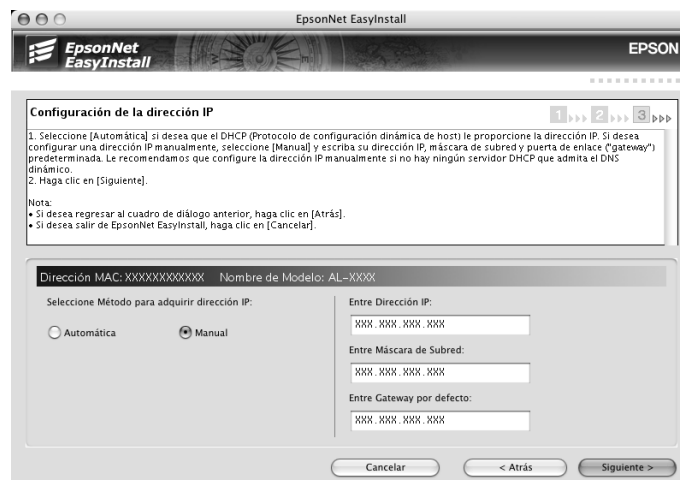 EpsonNet EasyInstall
EpsonNet
EasyInstall
EPSON
Configuración de la dirección IP
1 2 3
1. Seleccione [Automática] si desea que el DHCP (Protocolo de configuración dinámica de host) le porporcione la dirección IP. Si desea
configurar una dirección IP manualmente, seleccione [Manual] y escriba su dirección IP, máscara de subred y puerta de enlace ("gateway")
predeterminada. Le recomendamos que configure la dirección IP manualmente si no hay ningún servidor DHCP que admita el DNS
dinámico.
2. Haga clic en [Siguiente].
Nota:
• Si desea regresar al cuadro de diálogo anterior, haga clic en [Atrás].
• Si desea salir de EpsonNet EasyInstall, haga clic en [Cancelar].
Dirección MAC: XXXXXXXXXXXX Nombre de Modelo: AL-XXXX
Seleccione Método para adquirir dirección IP:
Automática Manual
Entre Dirección IP:
XXX.XXX.XXX.XXX
Entre Máscara de Subred:
XXX.XXX.XXX.XXX
Entre Gateway por defecto:
XXX.XXX.XXX.XXX
Cancelar < Atrás Siguiente >